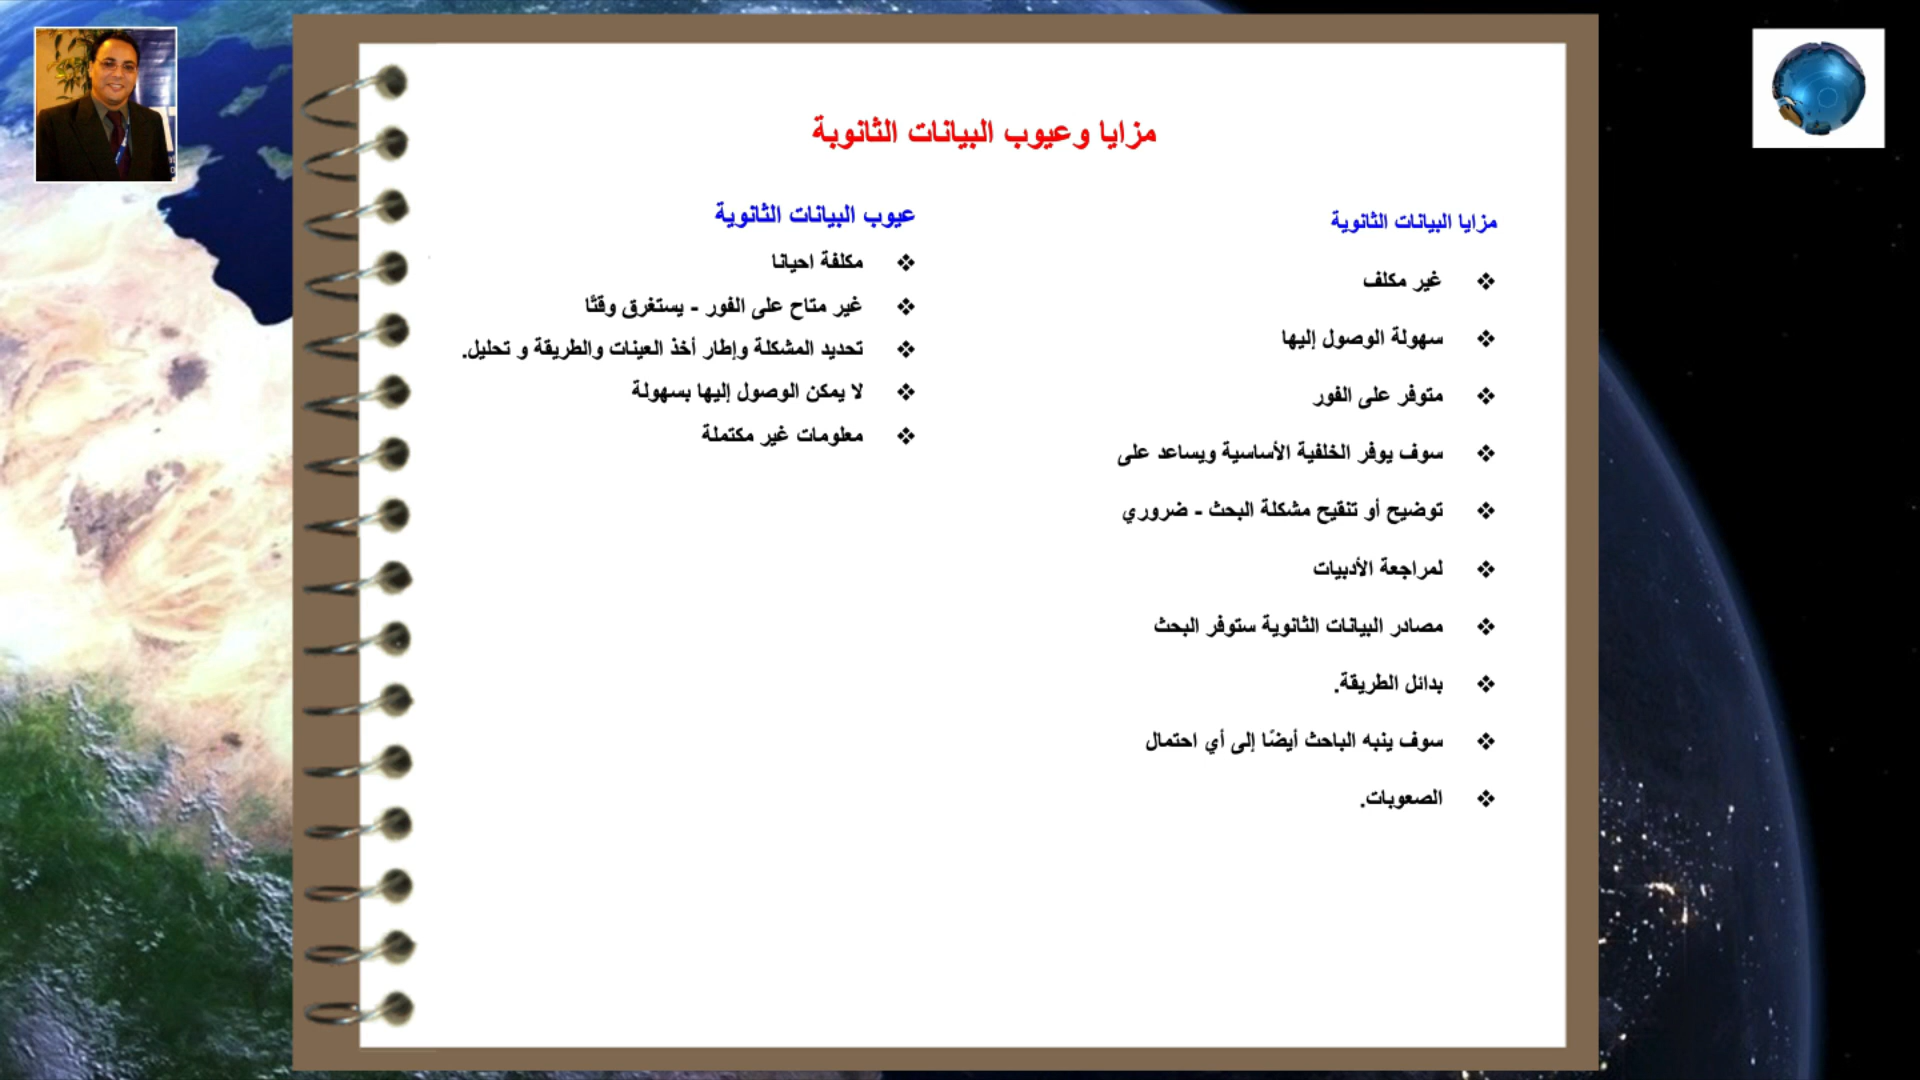 مزايا وعيوب البيانات الثانوية
مزايا البيانات الثانوية
❖ غير مكلف
❖ سهولة الوصول إليها
❖ متوفر على الفور
❖ سوف يوفر الخلفية الأساسية ويساعد على
❖ توضيح أو تنقيح مشكلة البحث - ضروري
❖ لمراجعة الأدبيات
❖ مصادر البيانات الثانوية ستوفر البحث
❖ بدائل الطريقة.
❖ سوف ينبه الباحث أيضًا إلى أي احتمال
❖ الصعوبات.
عيوب البيانات الثانوية
❖ مكلفة احيانا
❖ غير متاح على الفور - يستغرق وقتًا
❖ تحديد المشكلة وإطار أخذ العينات والطريقة و تحليل.
❖ لا يمكن الوصول إليها بسهولة
❖ معلومات غير مكتملة